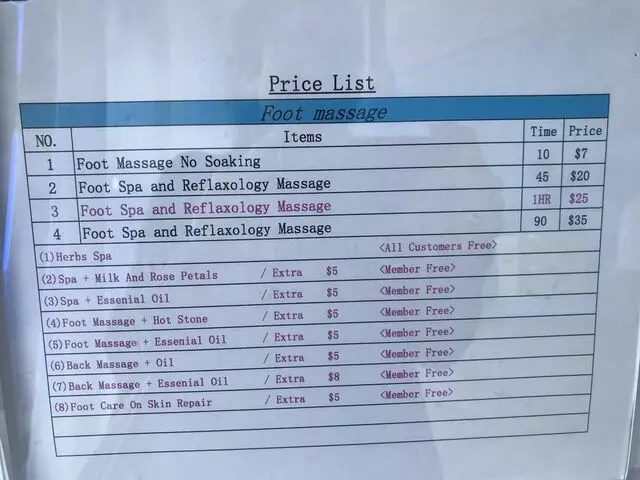 Price List
Foot massage
NO. Items Time Price
1 Foot Massage No Soaking 10 $7
2 Foot Spa and Reflaxology Massage 45 $20
3 Foot Spa and Reflaxology Massage 1HR $25
4 Foot Spa and Reflaxology Massage 90 $35
(1)Herbs Spa <All Customers Free>
(2)Spa + Milk And Rose Petals / Extra $5 <Member Free>
(3)Spa + Essenial Oil / Extra $5 <Member Free>
(4)Foot Massage + Hot Stone / Extra $5 <Member Free>
(5)Foot Massage + Essenial Oil / Extra $5 <Member Free>
(6)Back Massage + Oil / Extra $5 <Member Free>
(7)Back Massage + Essenial Oil / Extra $8 <Member Free>
(8)Foot Care On Skin Repair / Extra $5 <Member Free>